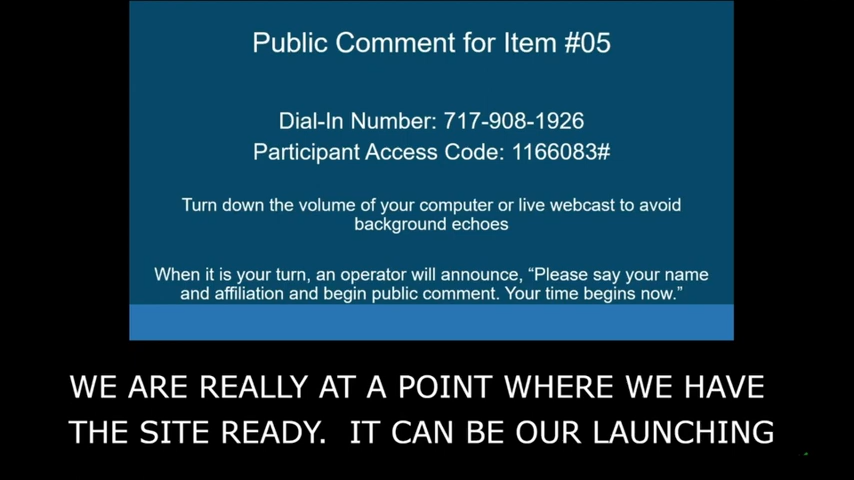 Public Comment for Item #05
Dial-In Number: 717-908-1926
Participant Access Code: 1166083#
Turn down the volume of your computer or live webcast to avoid
background echoes
When it is your turn, an operator will announce, “Please say your name
and affiliation and begin public comment. Your time begins now.”
WE ARE REALLY AT A POINT WHERE WE HAVE
THE SITE READY.  IT CAN BE OUR LAUNCHING